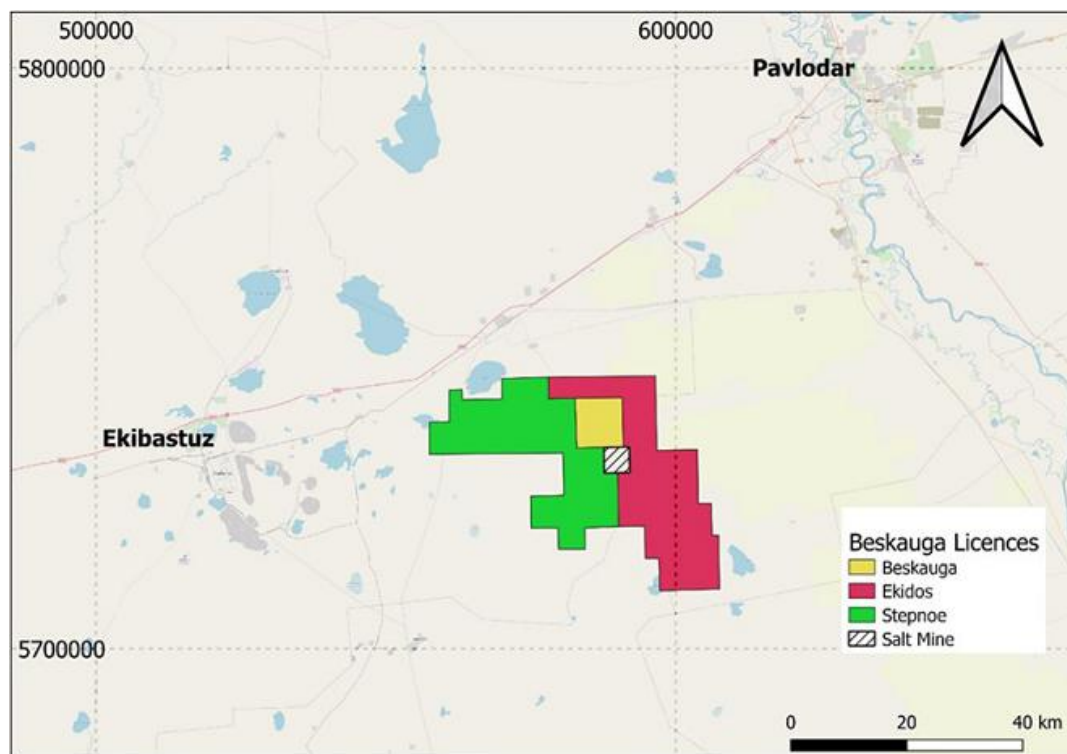 500000
600000
5800000
Pavlodar
Ekibastuz
Beskauga Licences
Beskauga
Ekidos
Stepnoe
Salt Mine
5700000
0 20 40 km